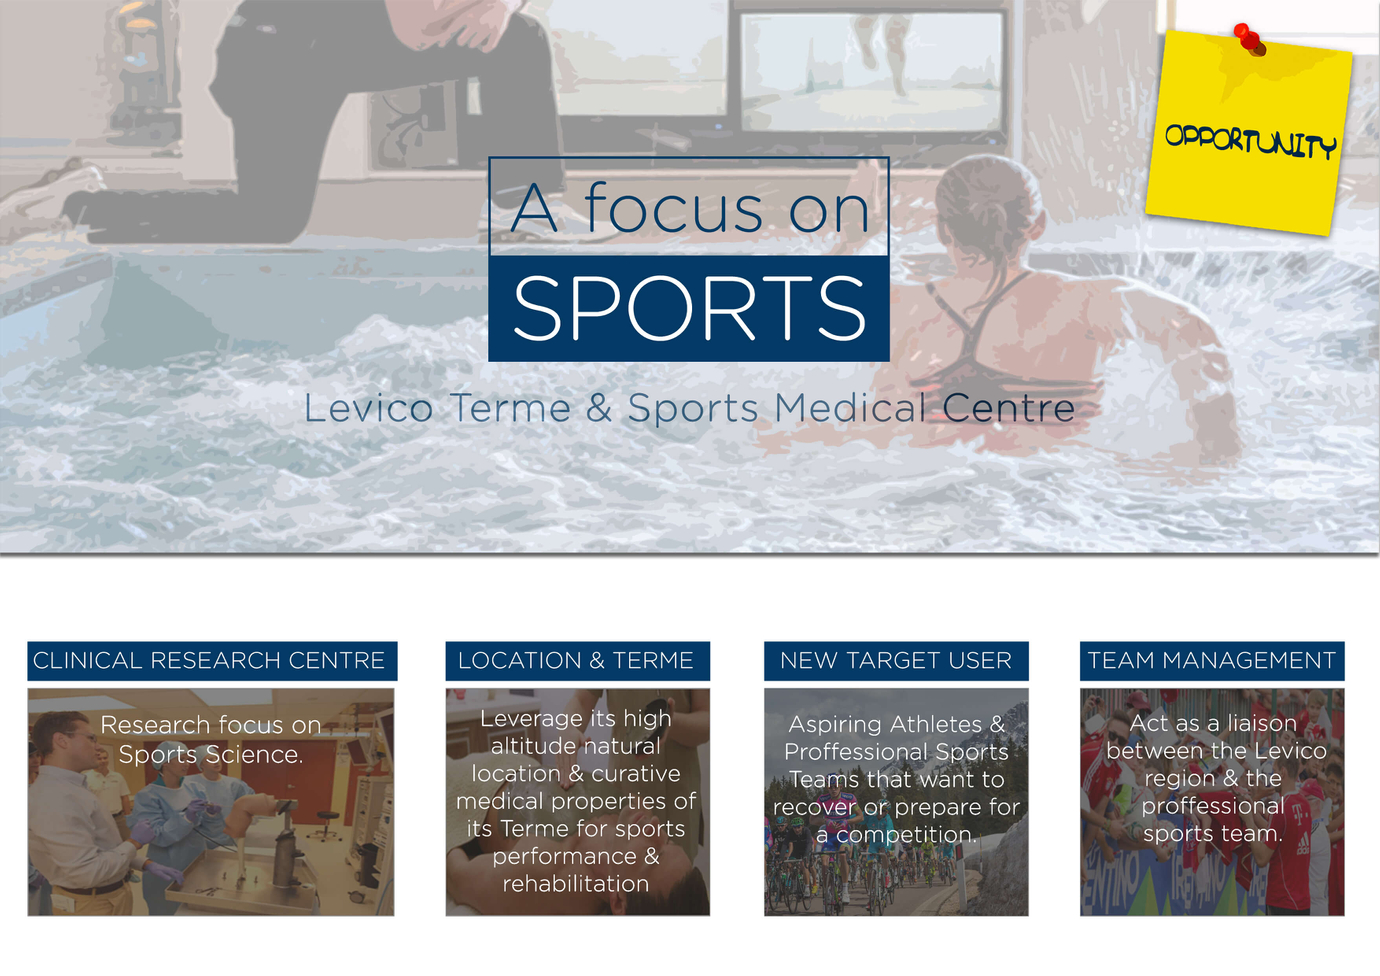 OPPORTUNITY
A focus on
SPORTS
Levico Terme & Sports Medical Centre
CLINICAL RESEARCH CENTRE
Research focus on
Sports Science.
LOCATION & TERME
Leverage its high
altitude natural
location & curative
medical properties of
its Terme for sports
performance &
rehabilitation
NEW TARGET USER
Aspiring Athletes &
Proffessional Sports
Teams that want to
recover or prepare for
a competition.
TEAM MANAGEMENT
Act as a liaison
between the Levico
region & the
proffessional
sports team.